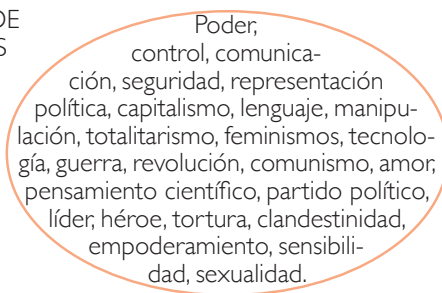 DE
S
Poder,
control, comunica-
ción, seguridad, representación
política, capitalismo, lenguaje, manipu-
lación, totalitarismo, feminismos, tecnolo-
gía, guerra, revolución, comunismo, amor,
pensamiento científico, partido político,
líder, héroe, tortura, clandestinidad,
empoderamiento, sensibili-
dad, sexualidad.